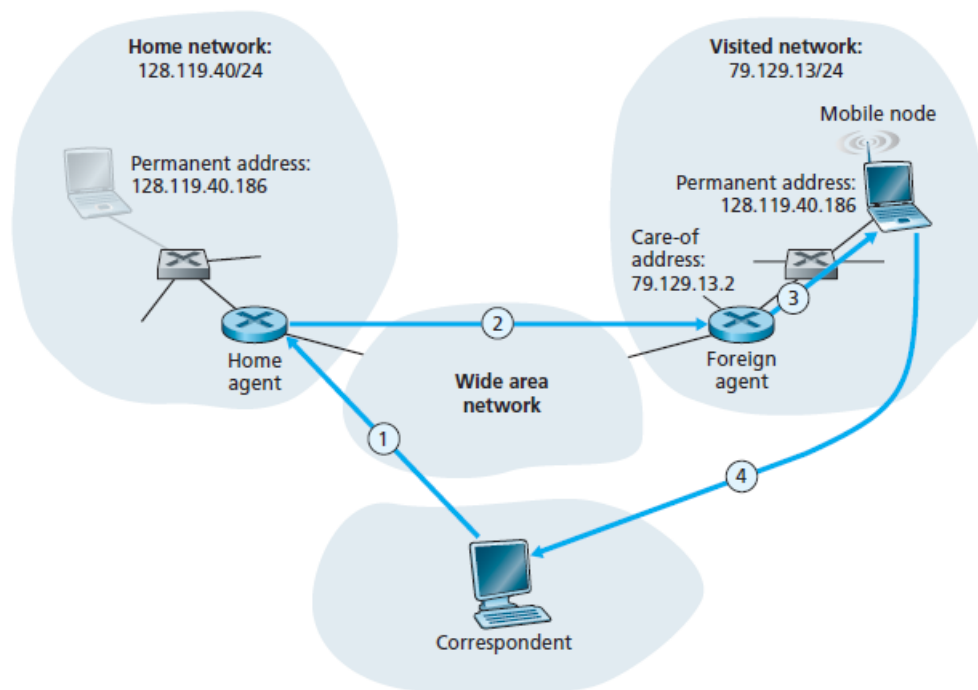 Home network:
128.119.40/24
Visited network:
79.129.13/24
Mobile node
Permanent address:
128.119.40.186
Permanent address:
128.119.40.186
Care-of
address:
79.129.13.2
3
2
Home
agent
Foreign
agent
Wide area
network
1
4
Correspondent